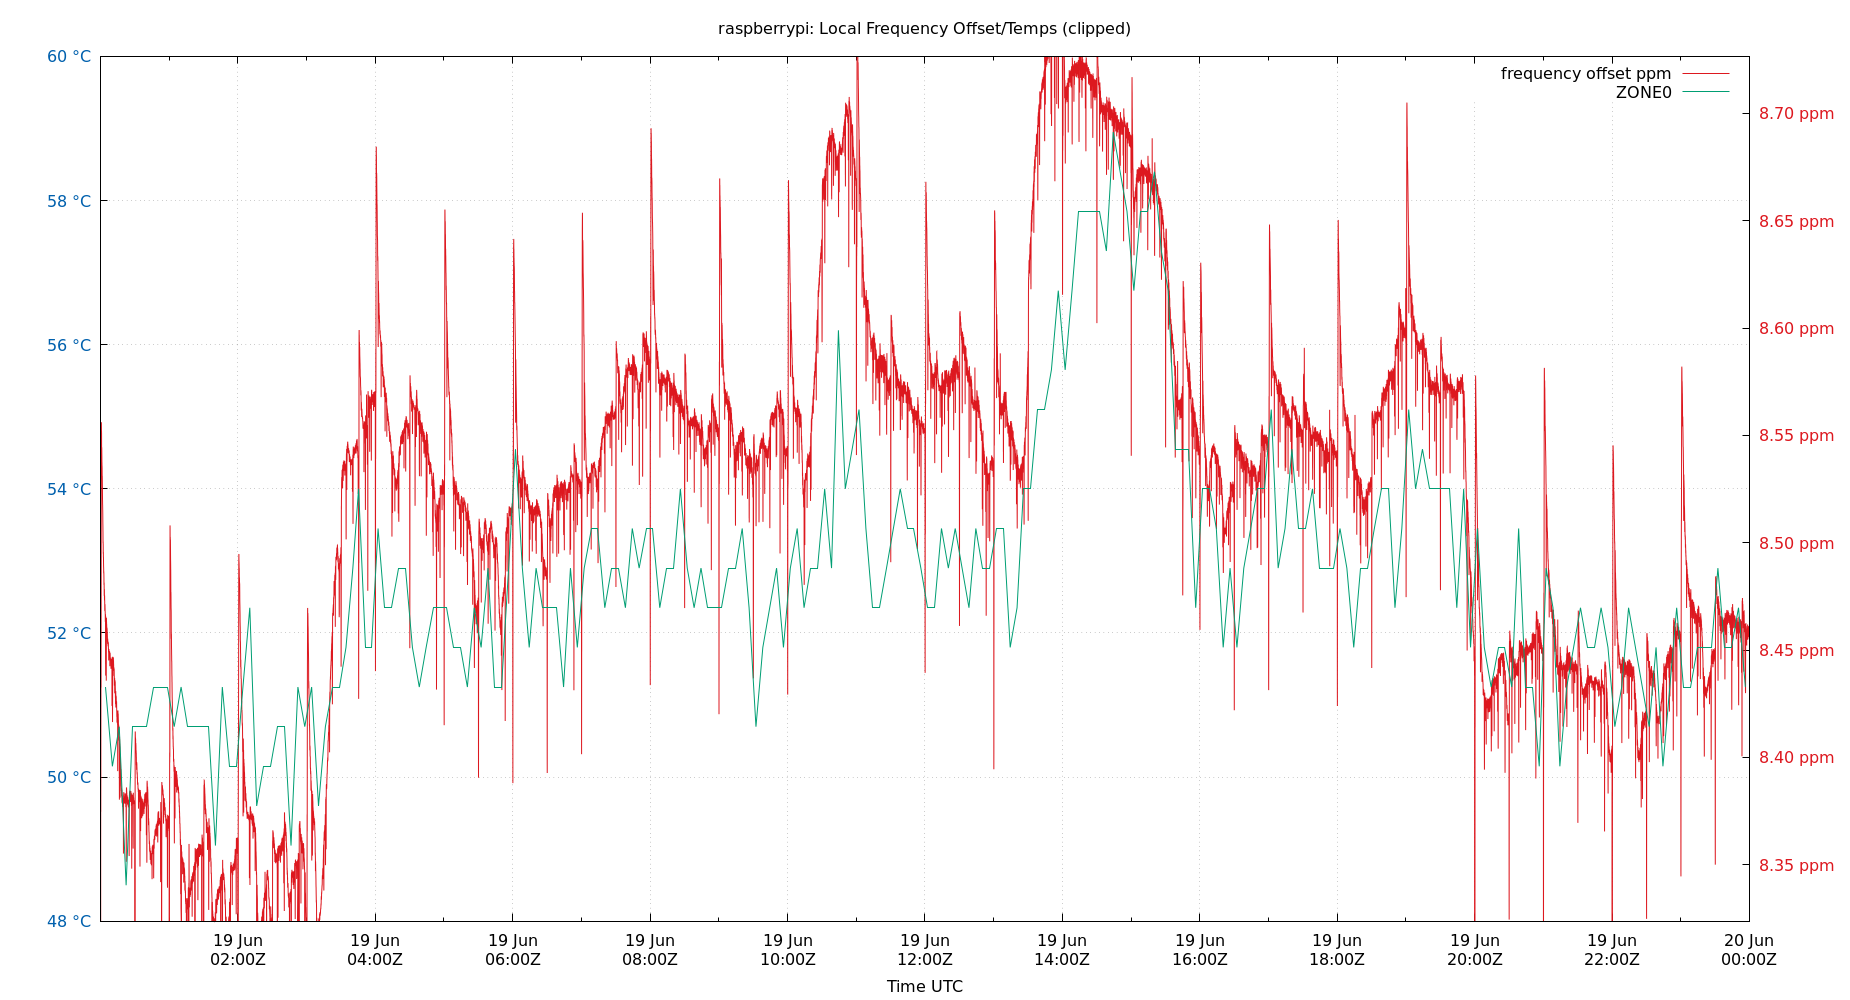 raspberrypi: Local Frequency Offset/Temps (clipped)
frequency offset ppm
ZONE0
60 °C
58 °C
56 °C
54 °C
52 °C
50 °C
48 °C
8.70 ppm
8.65 ppm
8.60 ppm
8.55 ppm
8.50 ppm
8.45 ppm
8.40 ppm
8.35 ppm
19 Jun
02:00Z
19 Jun
04:00Z
19 Jun
06:00Z
19 Jun
08:00Z
19 Jun
10:00Z
19 Jun
12:00Z
19 Jun
14:00Z
19 Jun
16:00Z
19 Jun
18:00Z
19 Jun
20:00Z
19 Jun
22:00Z
20 Jun
00:00Z
Time UTC